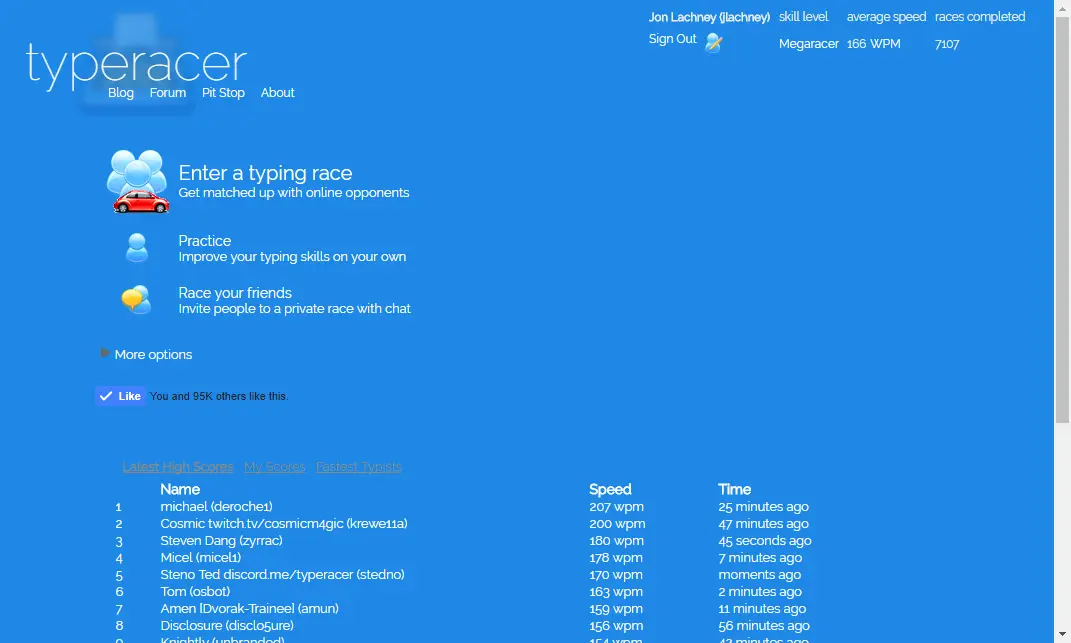 Jon Lachney (jlachney) skill level average speed races completed
Sign Out Megaracer 166 WPM 7107
typeracer
Blog Forum Pit Stop About
Enter a typing race
Get matched up with online opponents
Practice
Improve your typing skills on your own
Race your friends
Invite people to a private race with chat
More options
Like You and 95K others like this.
Latest High Scores My Scores Fastest Typists
Name Speed Time
1 michael (deroche1) 207 wpm 25 minutes ago
2 Cosmic twitch.tv/cosmicm4gic (krewe11a) 200 wpm 47 minutes ago
3 Steven Dang (zyrrac) 180 wpm 45 seconds ago
4 Micel (micel1) 178 wpm 7 minutes ago
5 Steno Ted discord.me/typeracer (stedno) 170 wpm moments ago
6 Tom (osbot) 163 wpm 2 minutes ago
7 Amen [Dvorak-Trainee] (amun) 159 wpm 11 minutes ago
8 Disclosure (disclo5ure) 156 wpm 56 minutes ago
9 Knightly (unbranded) 154 wpm 42 minutes ago